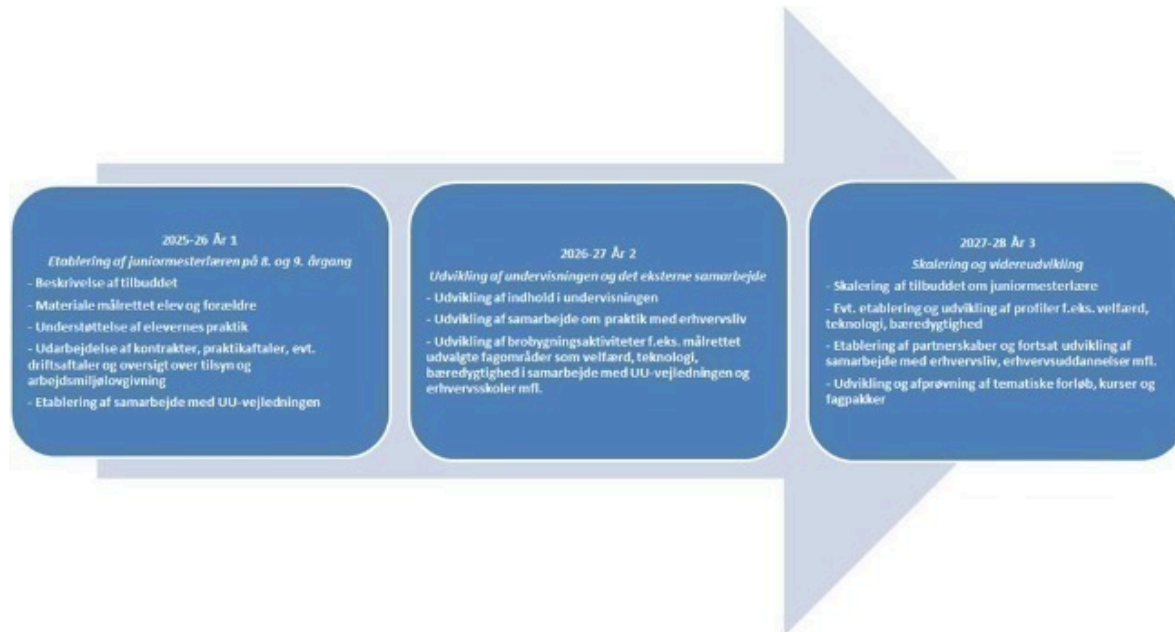 2025-26 År 1
Etablering af juniormesterlæren på 8. og 9. årgang
- Beskrivelse af tilbuddet
- Materiale målrettet elev og forældre
- Understøttelse af elevernes praktik
- Udarbejdelse af kontrakter, praktikaftaler, evt.
driftsaftaler og oversigt over tilsyn og
arbejdsmiljølovgivning
- Etablering af samarbejde med UU-vejledningen
2026-27 År 2
Udvikling af undervisningen og det eksterne samarbejde
- Udvikling af indhold i undervisningen
- Udvikling af samarbejde om praktik med erhvervsliv
- Udvikling af brobygningsaktiviteter f.eks. målrettet
udvalgte fagområder som velfærd, teknologi,
bæredygtighed i samarbejde med UU-vejledningen og
erhvervsskoler mfl.
2027-28 År 3
Skalering og videreudvikling
- Skalering af tilbuddet om juniormesterlære
- Evt. etablering og udvikling af profiler f.eks. velfærd,
teknologi, bæredygtighed
- Etablering af partnerskaber og fortsat udvikling af
samarbejde med erhvervsliv, erhvervsuddannelser mfl.
- Udvikling og afprøvning af tematiske forløb, kurser og
fagpakker